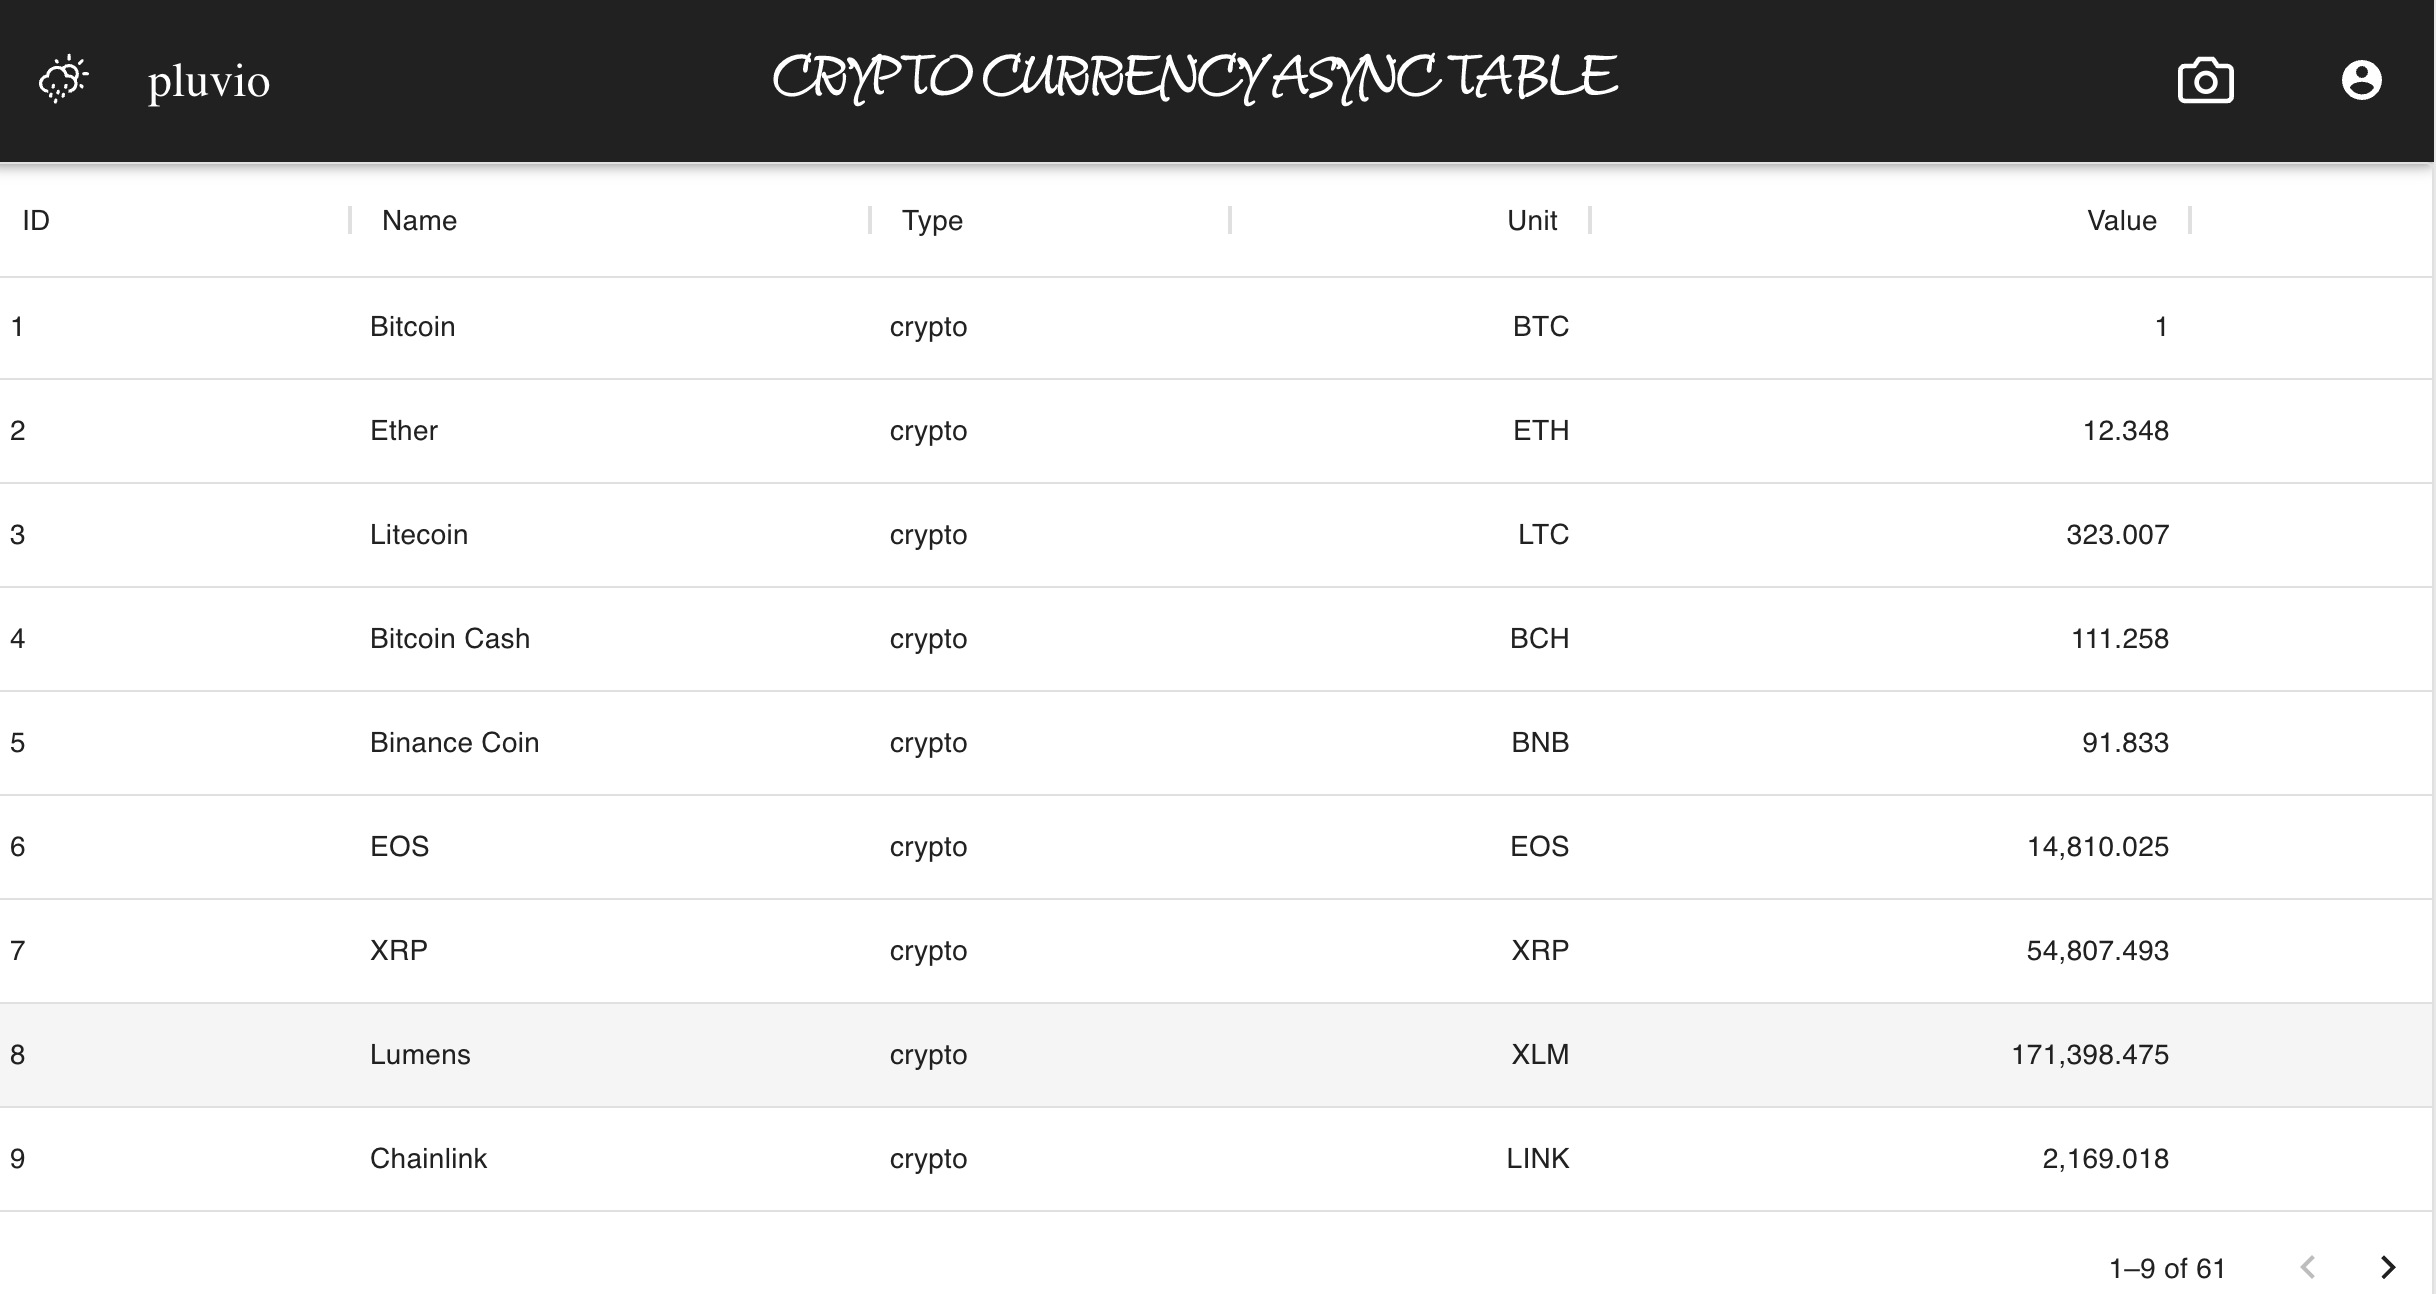 pluvio CRYPTO CURRENCY ASYNC TABLE
ID Name Type Unit Value
1 Bitcoin crypto BTC 1
2 Ether crypto ETH 12.348
3 Litecoin crypto LTC 323.007
4 Bitcoin Cash crypto BCH 111.258
5 Binance Coin crypto BNB 91.833
6 EOS crypto EOS 14,810.025
7 XRP crypto XRP 54,807.493
8 Lumens crypto XLM 171,398.475
9 Chainlink crypto LINK 2,169.018
1–9 of 61